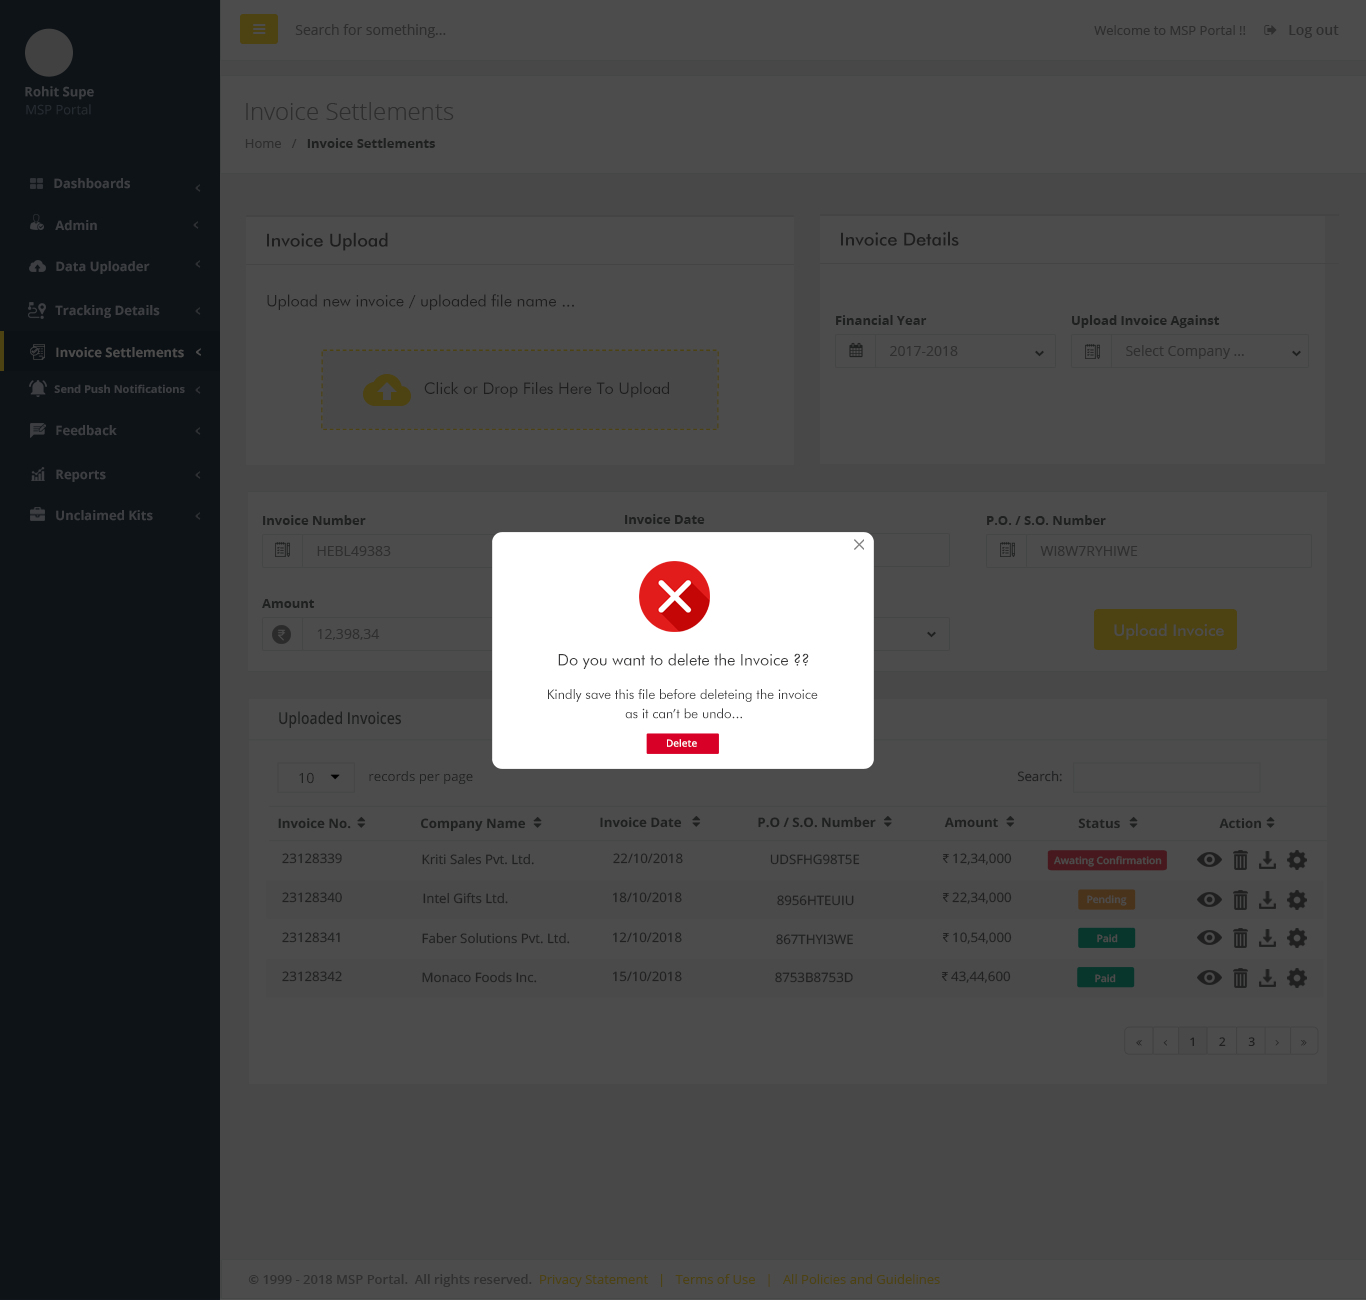 Search for something...
Welcome to MSP Portal !!
Log out
Rohit Supe
MSP Portal
Dashboards
Admin
Data Uploader
Tracking Details
Invoice Settlements
Send Push Notifications
Feedback
Reports
Unclaimed Kits
Invoice Settlements
Home / Invoice Settlements
Invoice Upload
Upload new invoice / uploaded file name ...
Click or Drop Files Here To Upload
Invoice Details
Financial Year
Upload Invoice Against
2017-2018
Select Company ...
Invoice Number
Invoice Date
P.O. / S.O. Number
HEBL49383
WI8W7RYHIWE
Amount
₹ 12,398,34
Upload Invoice
Do you want to delete the Invoice ??
Kindly save this file before deleteing the invoice
as it can't be undo...
Delete
Uploaded Invoices
10 records per page
Search:
Invoice No. Company Name Invoice Date P.O / S.O. Number Amount Status Action
23128339 Kriti Sales Pvt. Ltd. 22/10/2018 UDSFHG98T5E ₹ 12,34,000 Awating Confirmation
23128340 Intel Gifts Ltd. 18/10/2018 8956HTEUIU ₹ 22,34,000 Pending
23128341 Faber Solutions Pvt. Ltd. 12/10/2018 867THYI3WE ₹ 10,54,000 Paid
23128342 Monaco Foods Inc. 15/10/2018 8753B8753D ₹ 43,44,600 Paid
« ‹ 1 2 3 › »
© 1999 - 2018 MSP Portal. All rights reserved. Privacy Statement | Terms of Use | All Policies and Guidelines